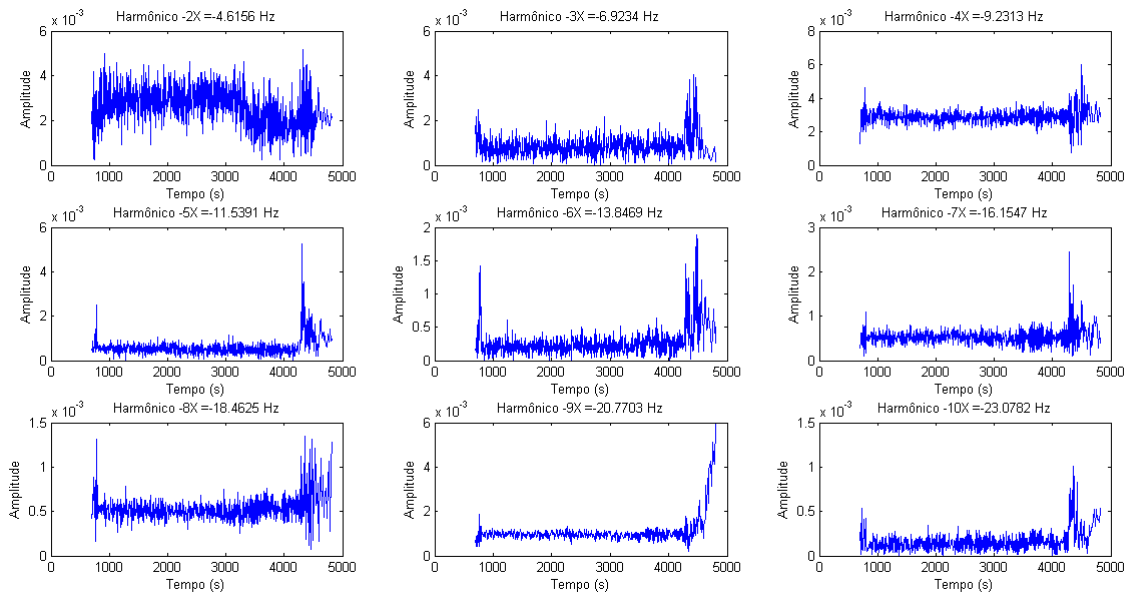 x 10⁻³ Harmônico -2X =-4.6156 Hz
6
4
2
0
Amplitude
0 1000 2000 3000 4000 5000
Tempo (s)
x 10⁻³ Harmônico -3X =-6.9234 Hz
6
4
2
0
Amplitude
0 1000 2000 3000 4000 5000
Tempo (s)
x 10⁻³ Harmônico -4X =-9.2313 Hz
8
6
4
2
0
Amplitude
0 1000 2000 3000 4000 5000
Tempo (s)
x 10⁻³ Harmônico -5X =-11.5391 Hz
6
4
2
0
Amplitude
0 1000 2000 3000 4000 5000
Tempo (s)
x 10⁻³ Harmônico -6X =-13.8469 Hz
2
1.5
1
0.5
0
Amplitude
0 1000 2000 3000 4000 5000
Tempo (s)
x 10⁻³ Harmônico -7X =-16.1547 Hz
3
2
1
0
Amplitude
0 1000 2000 3000 4000 5000
Tempo (s)
x 10⁻³ Harmônico -8X =-18.4625 Hz
1.5
1
0.5
0
Amplitude
0 1000 2000 3000 4000 5000
Tempo (s)
x 10⁻³ Harmônico -9X =-20.7703 Hz
6
4
2
0
Amplitude
0 1000 2000 3000 4000 5000
Tempo (s)
x 10⁻³ Harmônico -10X =-23.0782 Hz
1.5
1
0.5
0
Amplitude
0 1000 2000 3000 4000 5000
Tempo (s)